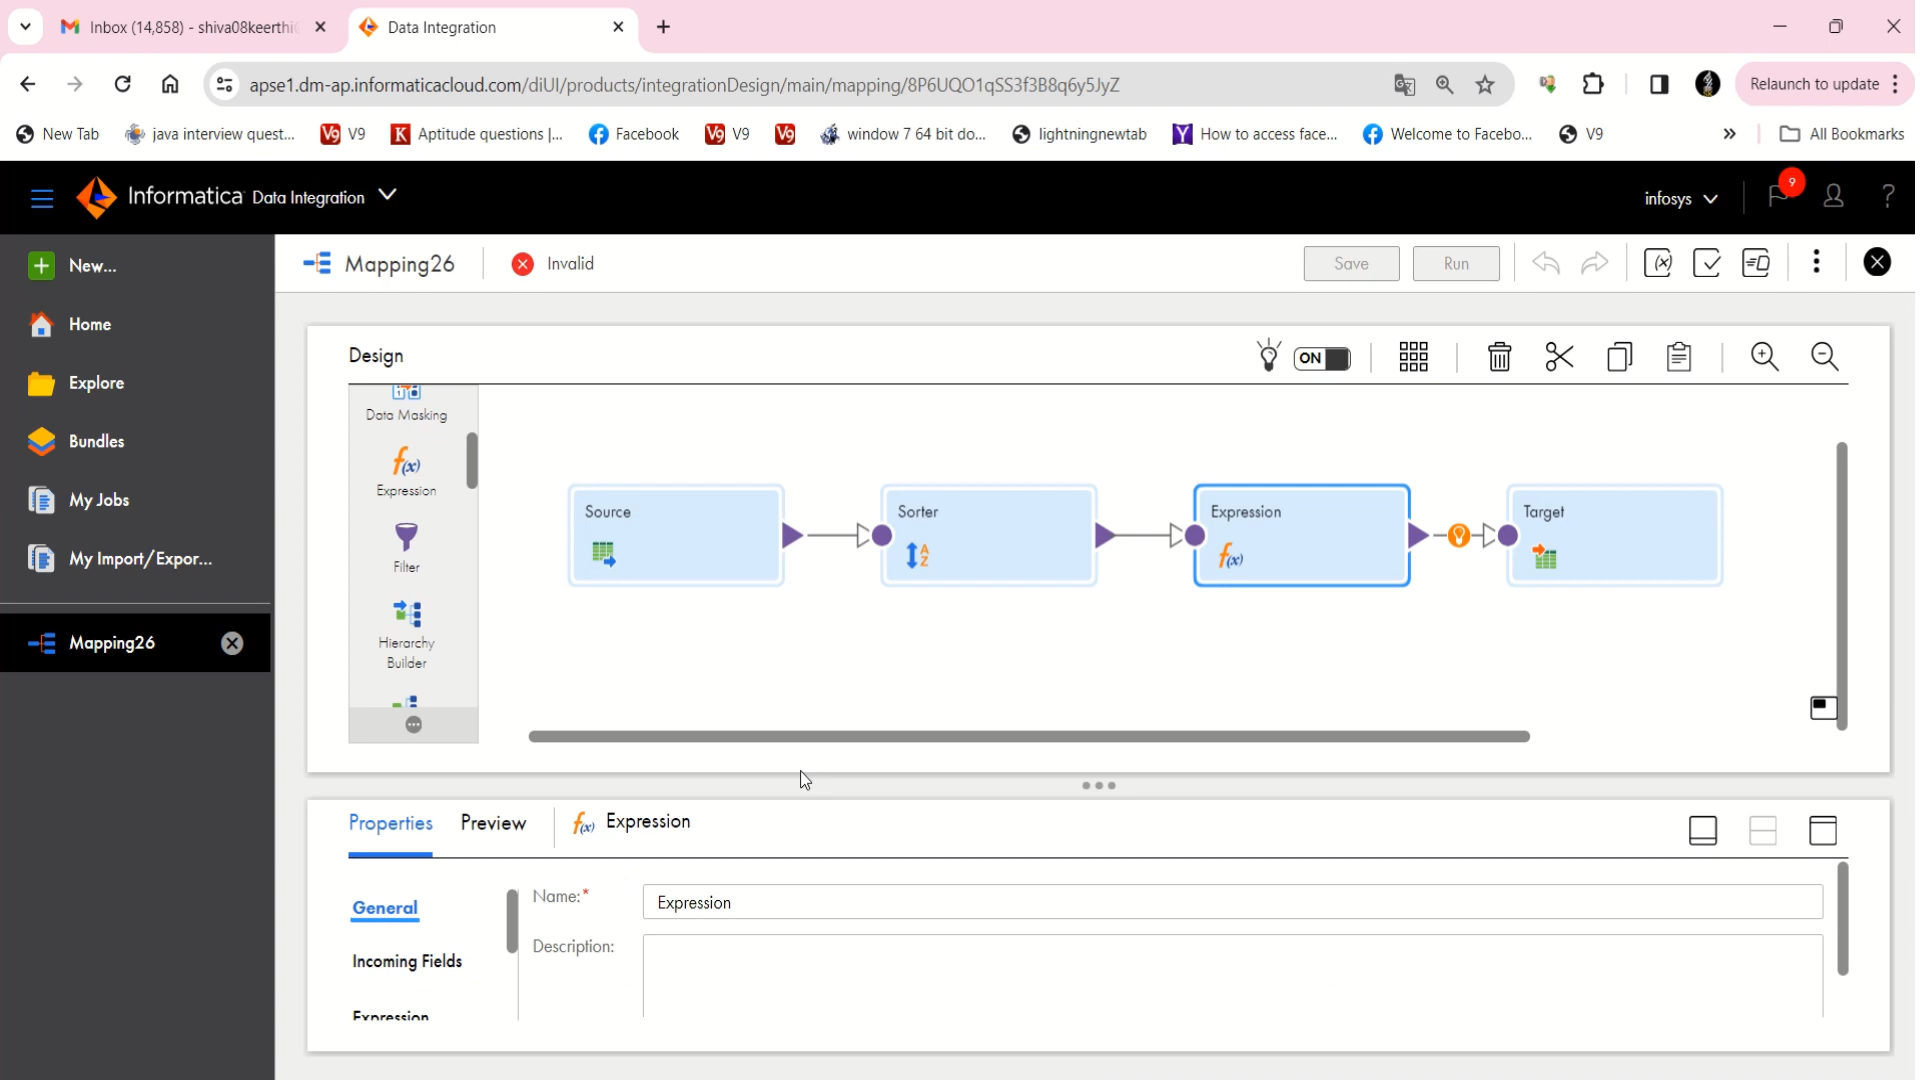 Inbox (14,858) - shiva08keerthi
Data Integration
apse1.dm-ap.informaticacloud.com/diUI/products/integrationDesign/main/mapping/8P6UQO1qSS3f3B8q6y5JyZ
Relaunch to update
New Tab
java interview quest...
V9 V9
K Aptitude questions |...
Facebook
V9 V9
V9
window 7 64 bit do...
lightningnewtab
Y How to access face...
Welcome to Facebo...
V9
»
All Bookmarks
Informatica Data Integration
infosys
9
?
New...
Home
Explore
Bundles
My Jobs
My Import/Expor...
Mapping26
Mapping26
Invalid
Save
Run
(x)
Design
ON
Data Masking
f(x)
Expression
Filter
Hierarchy
Builder
Source
Sorter
A
Z
Expression
f(x)
Target
Properties
Preview
f(x) Expression
General
Incoming Fields
Expression
Name:*
Expression
Description: